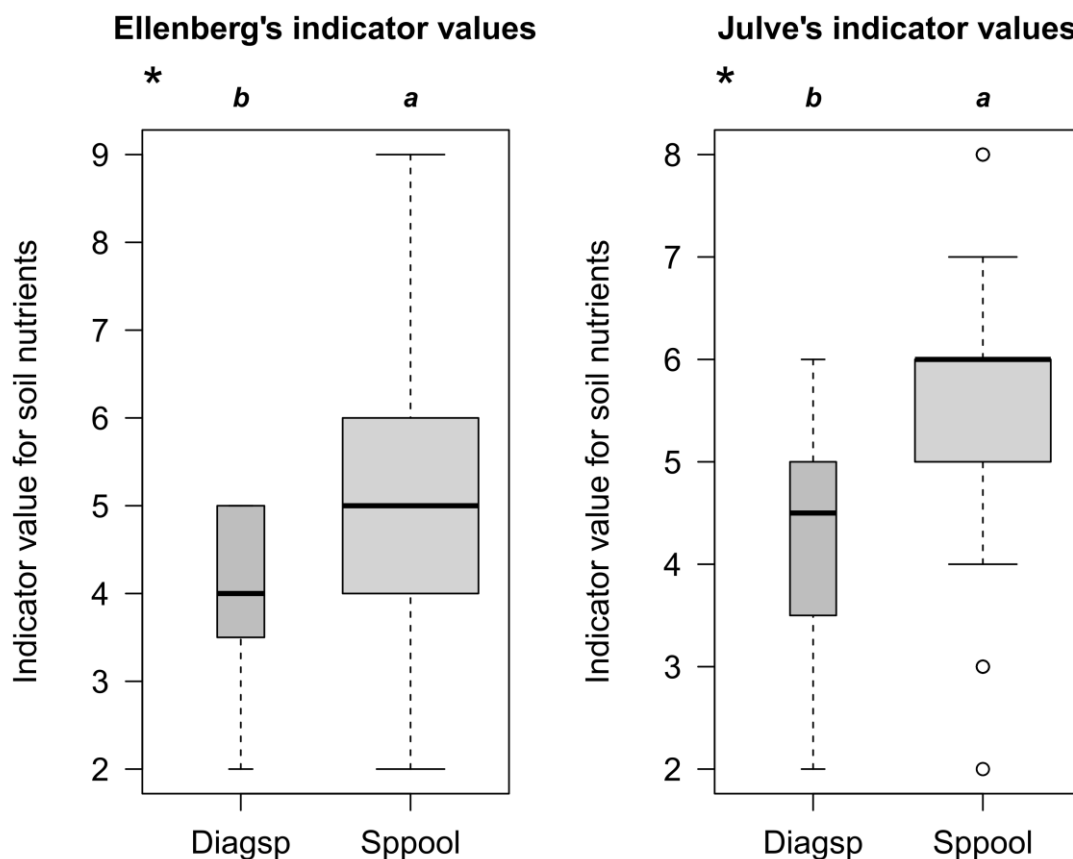 Ellenberg's indicator values
* b a
Indicator value for soil nutrients
9
8
7
6
5
4
3
2
Diagsp Sppool
Julve's indicator values
* b a
Indicator value for soil nutrients
8
7
6
5
4
3
2
Diagsp Sppool